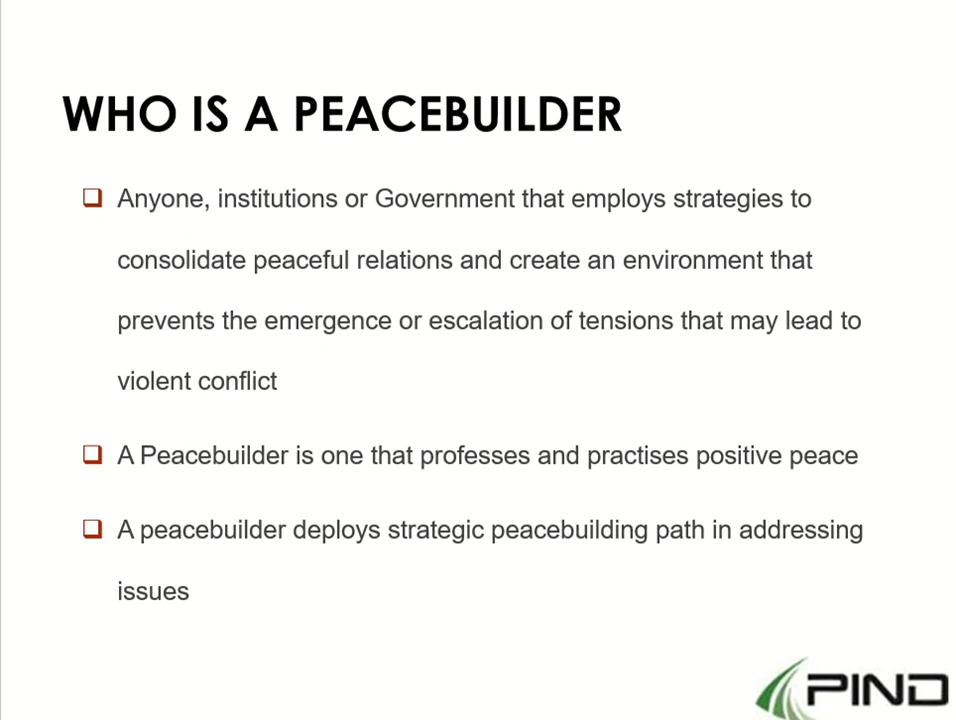 WHO IS A PEACEBUILDER
Anyone, institutions or Government that employs strategies to
consolidate peaceful relations and create an environment that
prevents the emergence or escalation of tensions that may lead to
violent conflict
A Peacebuilder is one that professes and practises positive peace
A peacebuilder deploys strategic peacebuilding path in addressing
issues
PIND